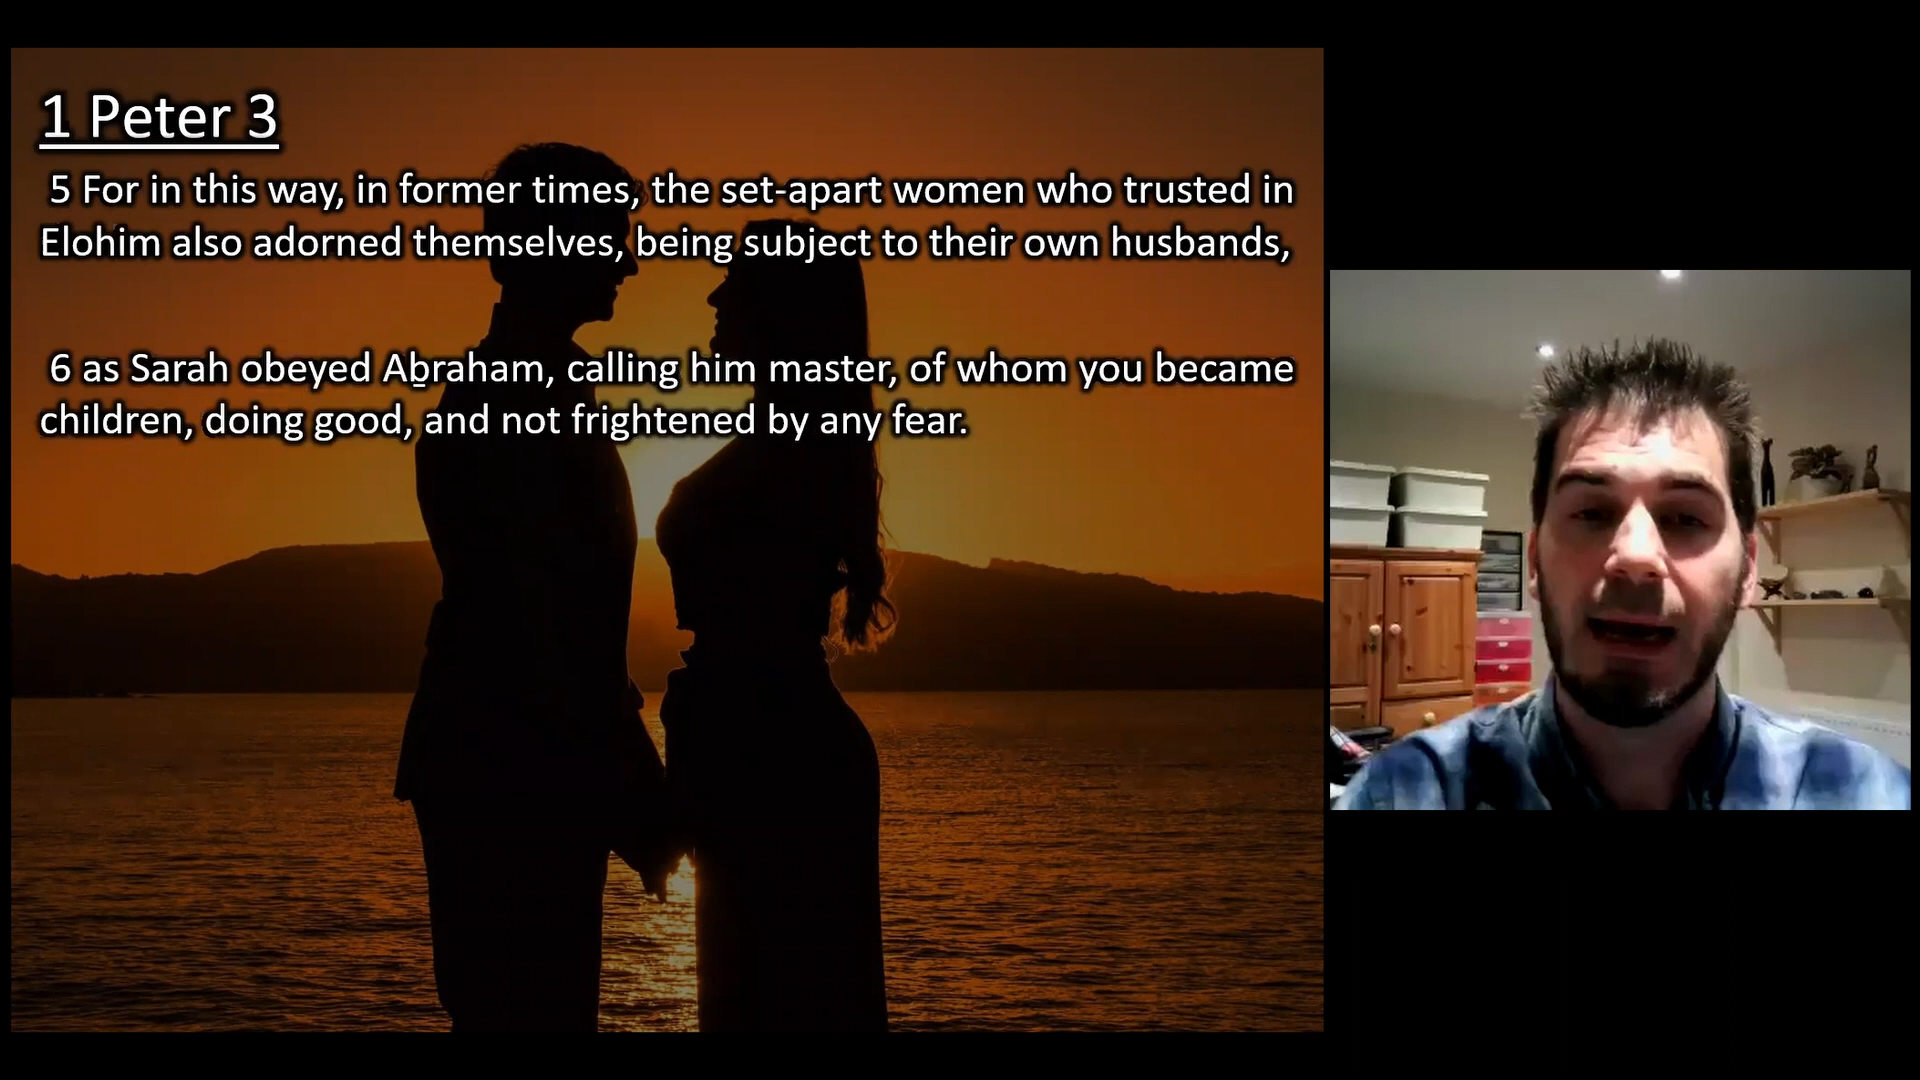 1 Peter 3
5 For in this way, in former times, the set-apart women who trusted in
Elohim also adorned themselves, being subject to their own husbands,
6 as Sarah obeyed Aḇraham, calling him master, of whom you became
children, doing good, and not frightened by any fear.